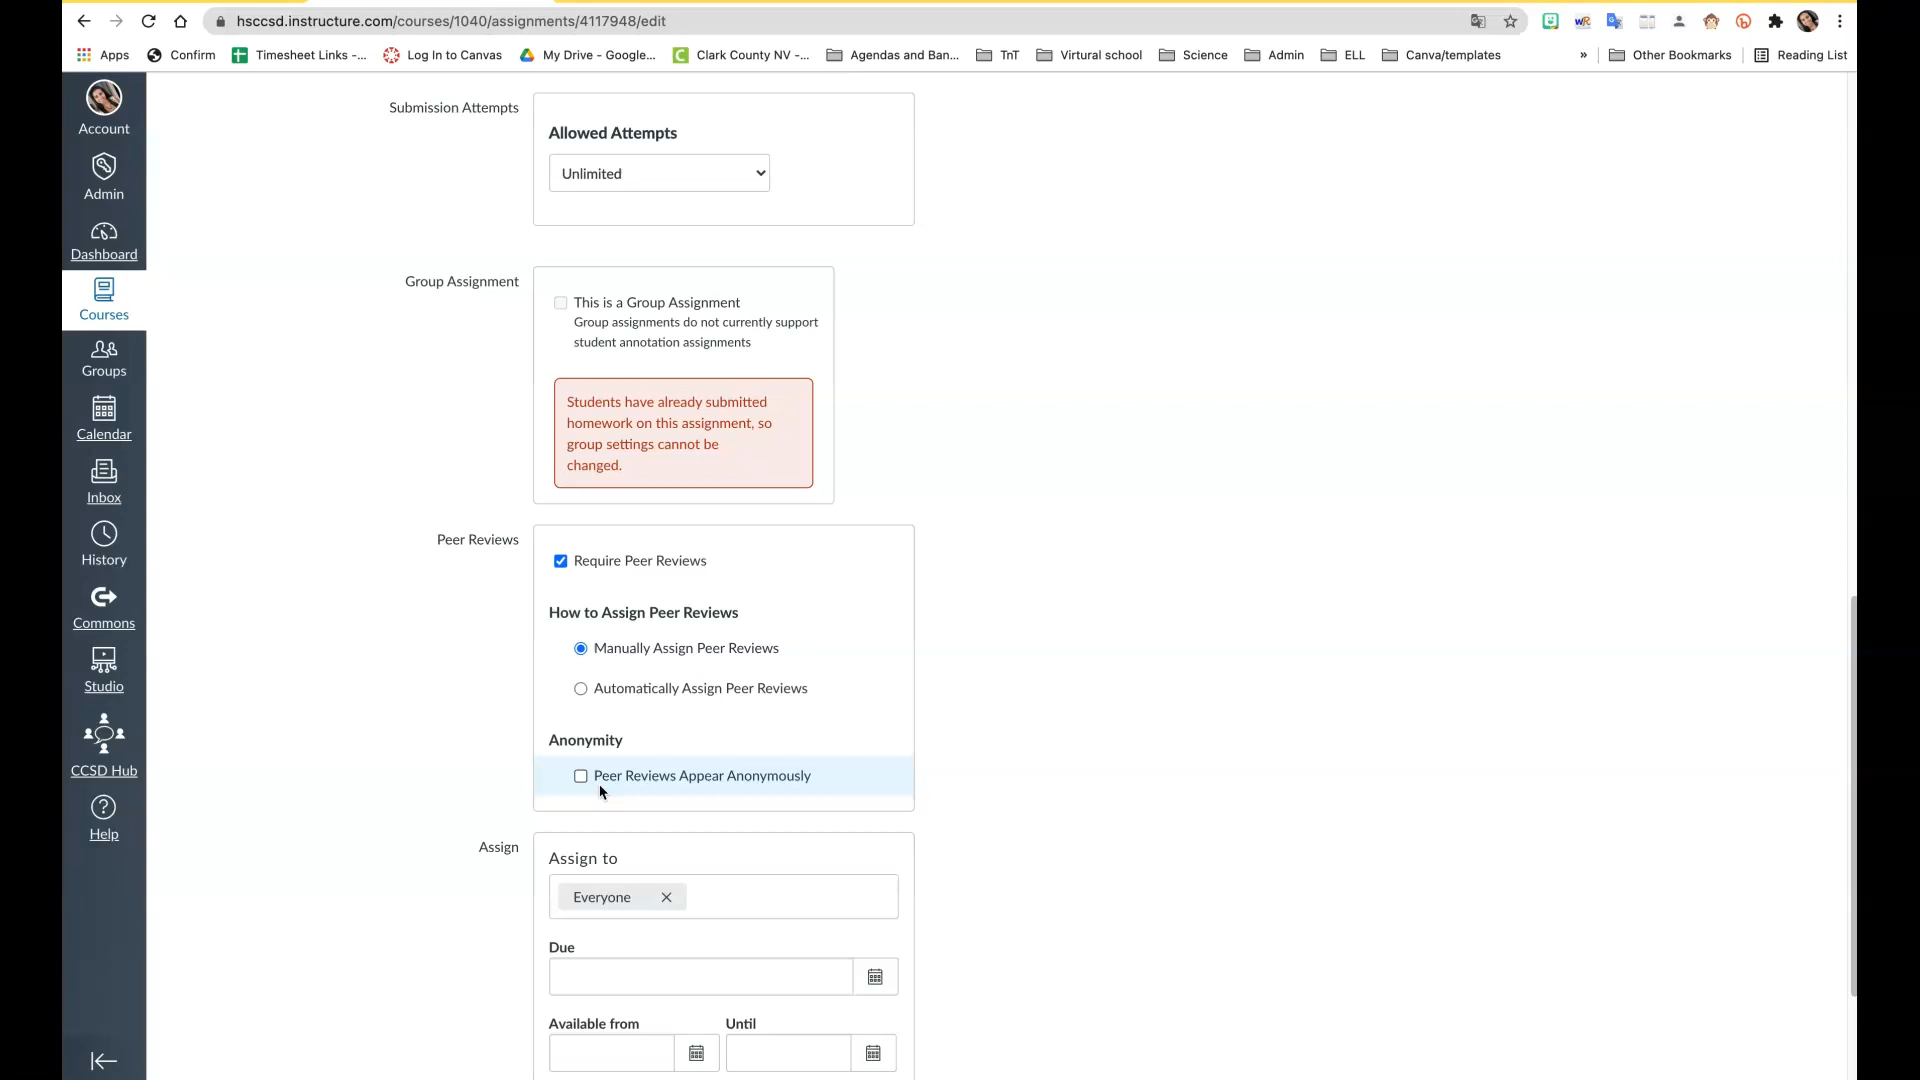 hsccsd.instructure.com/courses/1040/assignments/4117948/edit
Apps Confirm Timesheet Links -... Log In to Canvas My Drive - Google... Clark County NV -... Agendas and Ban... TnT Virtural school Science Admin ELL Canva/templates » Other Bookmarks Reading List
Account
Admin
Dashboard
Courses
Groups
Calendar
Inbox
History
Commons
Studio
CCSD Hub
Help
Submission Attempts
Allowed Attempts
Unlimited
Group Assignment
This is a Group Assignment
Group assignments do not currently support
student annotation assignments
Students have already submitted
homework on this assignment, so
group settings cannot be
changed.
Peer Reviews
Require Peer Reviews
How to Assign Peer Reviews
Manually Assign Peer Reviews
Automatically Assign Peer Reviews
Anonymity
Peer Reviews Appear Anonymously
Assign
Assign to
Everyone
Due
Available from Until